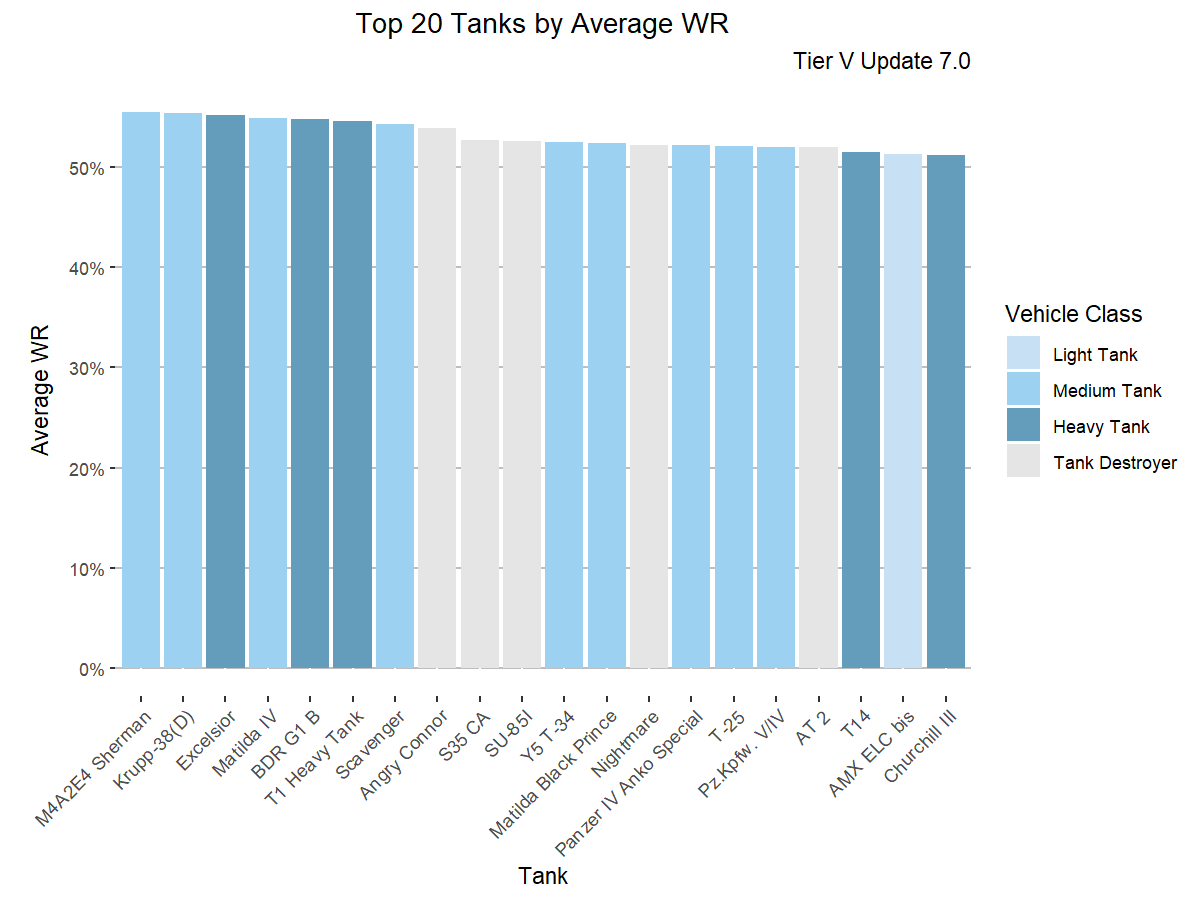 Top 20 Tanks by Average WR
Tier V Update 7.0
Average WR
50%
40%
30%
20%
10%
0%
M4A2E4 Sherman
Krupp-38(D)
Excelsior
Matilda IV
BDR G1 B
T1 Heavy Tank
Scavenger
Angry Connor
S35 CA
SU-85I
Y5 T-34
Matilda Black Prince
Nightmare
Panzer IV Anko Special
T-25
Pz.Kpfw. V/IV
AT 2
T14
AMX ELC bis
Churchill III
Tank
Vehicle Class
Light Tank
Medium Tank
Heavy Tank
Tank Destroyer